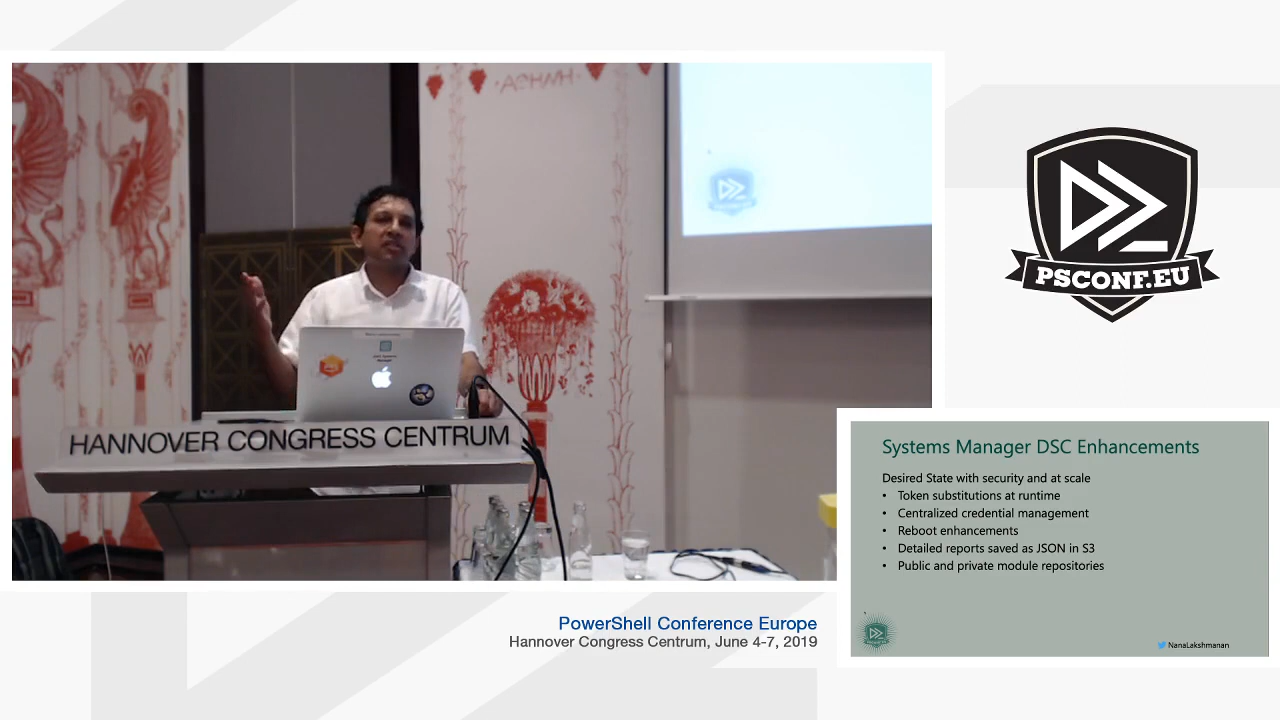 HANNOVER CONGRESS CENTRUM
PSCONF.EU
Systems Manager DSC Enhancements
Desired State with security and at scale
• Token substitutions at runtime
• Centralized credential management
• Reboot enhancements
• Detailed reports saved as JSON in S3
• Public and private module repositories
NanaLakshmanan
PowerShell Conference Europe
Hannover Congress Centrum, June 4-7, 2019